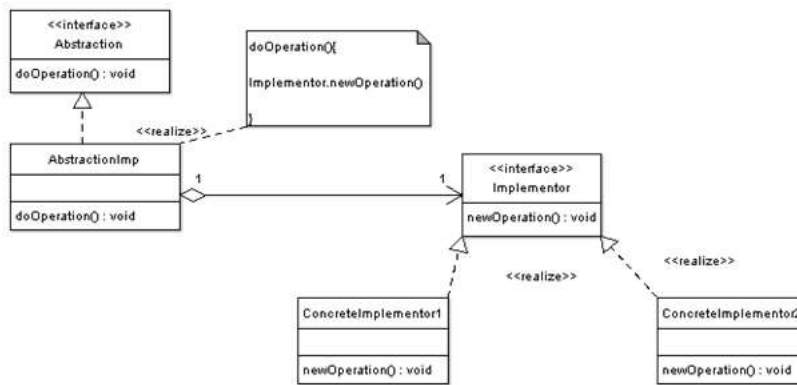 <<interface>>
Abstraction
doOperation() : void
doOperation(){
Implementor.newOperation()
}
<<realize>>
AbstractionImp
doOperation() : void
1
1
<<interface>>
Implementor
newOperation() : void
<<realize>>
<<realize>>
ConcreteImplementor1
newOperation() : void
ConcreteImplementor2
newOperation() : void